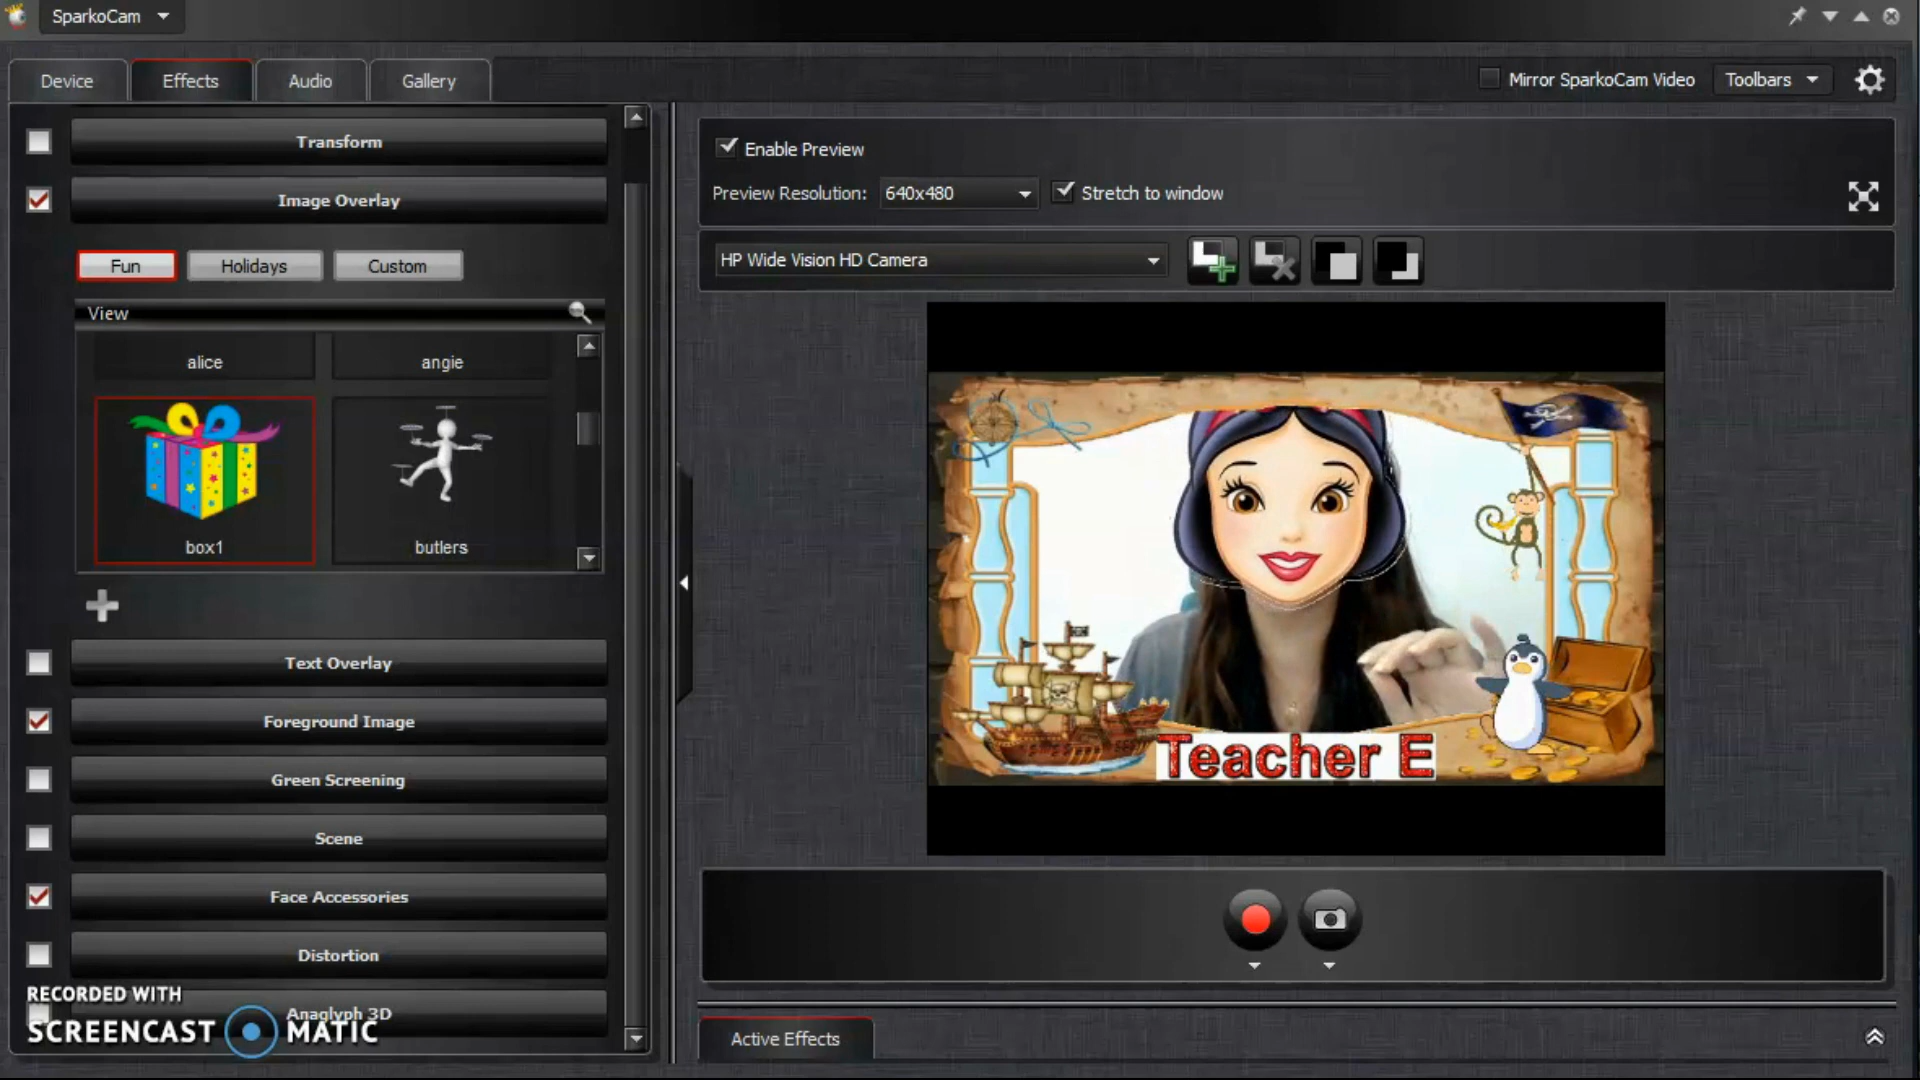 SparkoCam
Device
Effects
Audio
Gallery
Mirror SparkoCam Video
Toolbars
Transform
Image Overlay
Fun
Holidays
Custom
View
alice
angie
box1
butlers
Text Overlay
Foreground Image
Green Screening
Scene
Face Accessories
Distortion
Anaglyph 3D
RECORDED WITH
SCREENCAST MATIC
Enable Preview
Preview Resolution: 640x480
Stretch to window
HP Wide Vision HD Camera
Teacher E
Active Effects